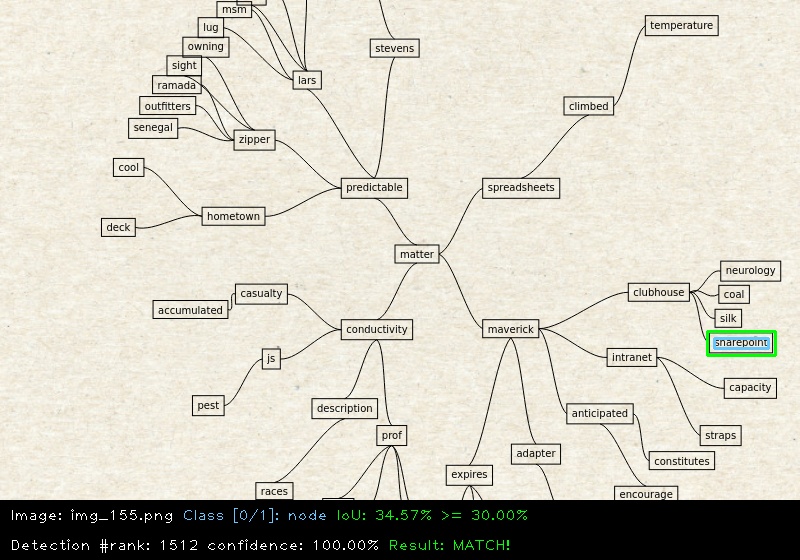 msm
lug
owning
sight
ramada
outfitters
senegal
lars
stevens
temperature
climbed
zipper
cool
deck
hometown
predictable
spreadsheets
matter
casualty
accumulated
conductivity
js
pest
description
prof
races
maverick
clubhouse
neurology
coal
silk
intranet
capacity
straps
anticipated
constitutes
encourage
adapter
expires
Image: img_155.png Class [0/1]: node IoU: 34.57% >= 30.00%
Detection #rank: 1512 confidence: 100.00% Result: MATCH!